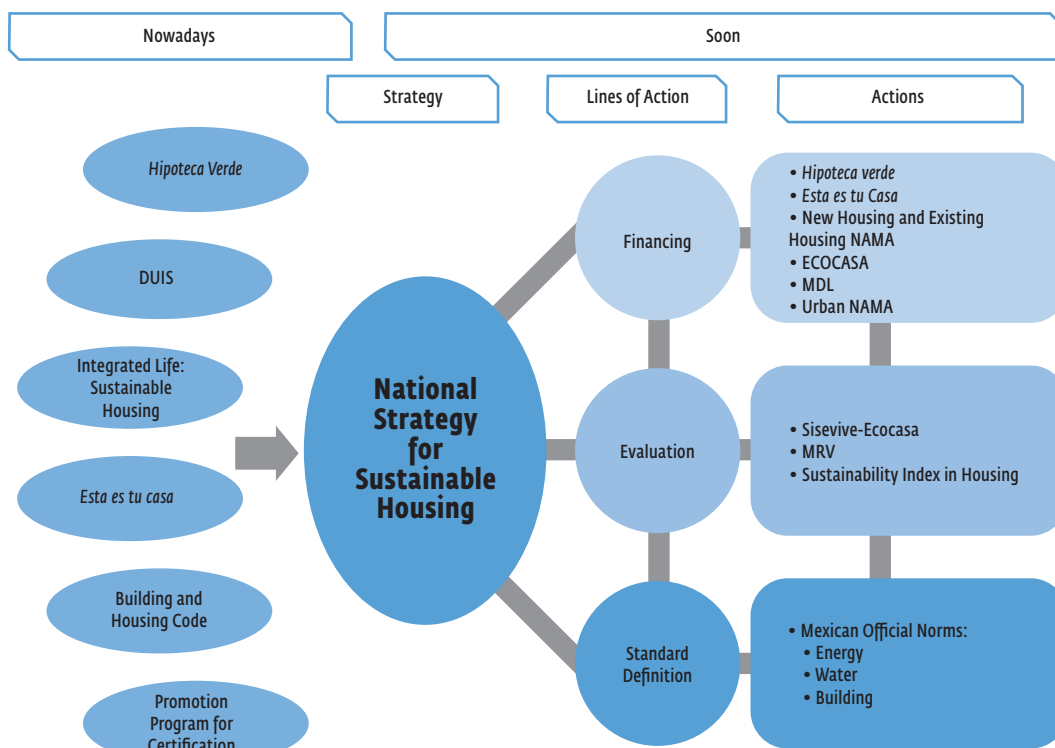 Nowadays
Soon
Strategy
Lines of Action
Actions
Hipoteca Verde
DUIS
Integrated Life:
Sustainable
Housing
Esta es tu casa
Building and
Housing Code
Promotion
Program for
Certification
National
Strategy
for
Sustainable
Housing
Financing
Evaluation
Standard
Definition
• Hipoteca verde
• Esta es tu Casa
• New Housing and Existing
Housing NAMA
• ECOCASA
• MDL
• Urban NAMA
• Sisevive-Ecocasa
• MRV
• Sustainability Index in Housing
• Mexican Official Norms:
• Energy
• Water
• Building